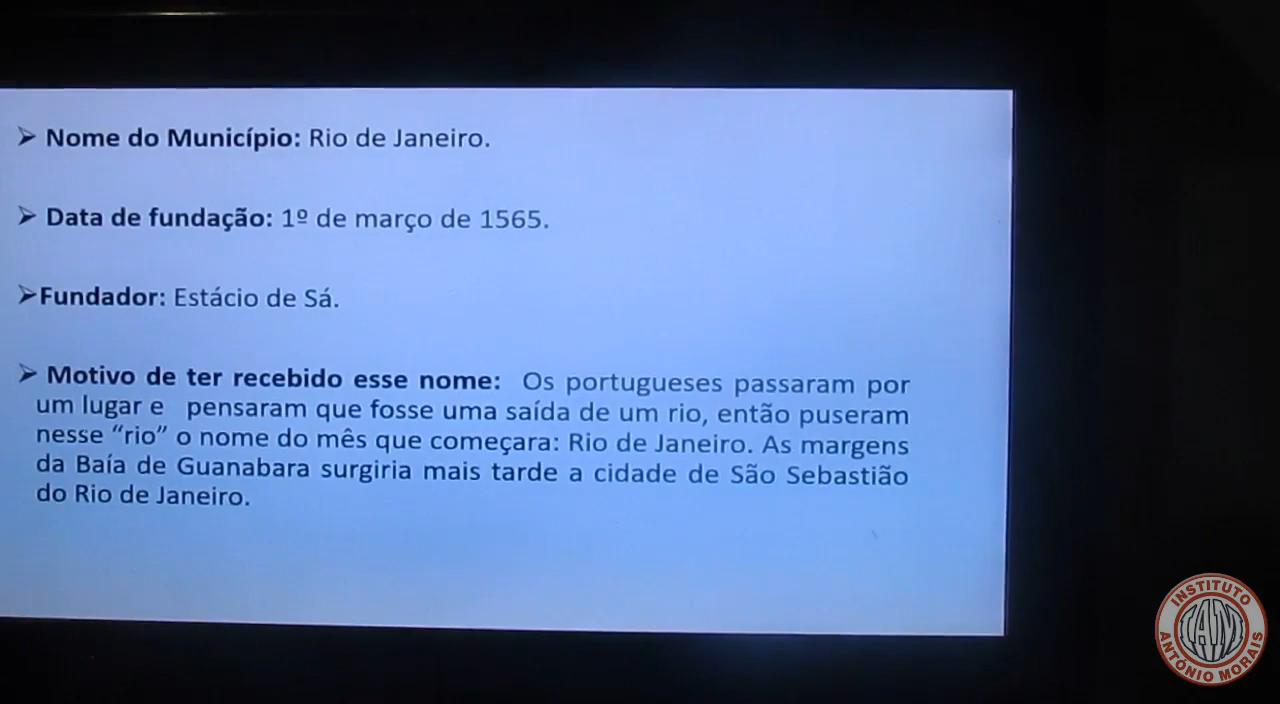 ➢ Nome do Município: Rio de Janeiro.
➢ Data de fundação: 1º de março de 1565.
➢Fundador: Estácio de Sá.
➢ Motivo de ter recebido esse nome: Os portugueses passaram por
um lugar e pensaram que fosse uma saída de um rio, então puseram
nesse “rio” o nome do mês que começara: Rio de Janeiro. As margens
da Baía de Guanabara surgiria mais tarde a cidade de São Sebastião
do Rio de Janeiro.
INSTITUTO
IAM
ANTÔNIO MORAIS